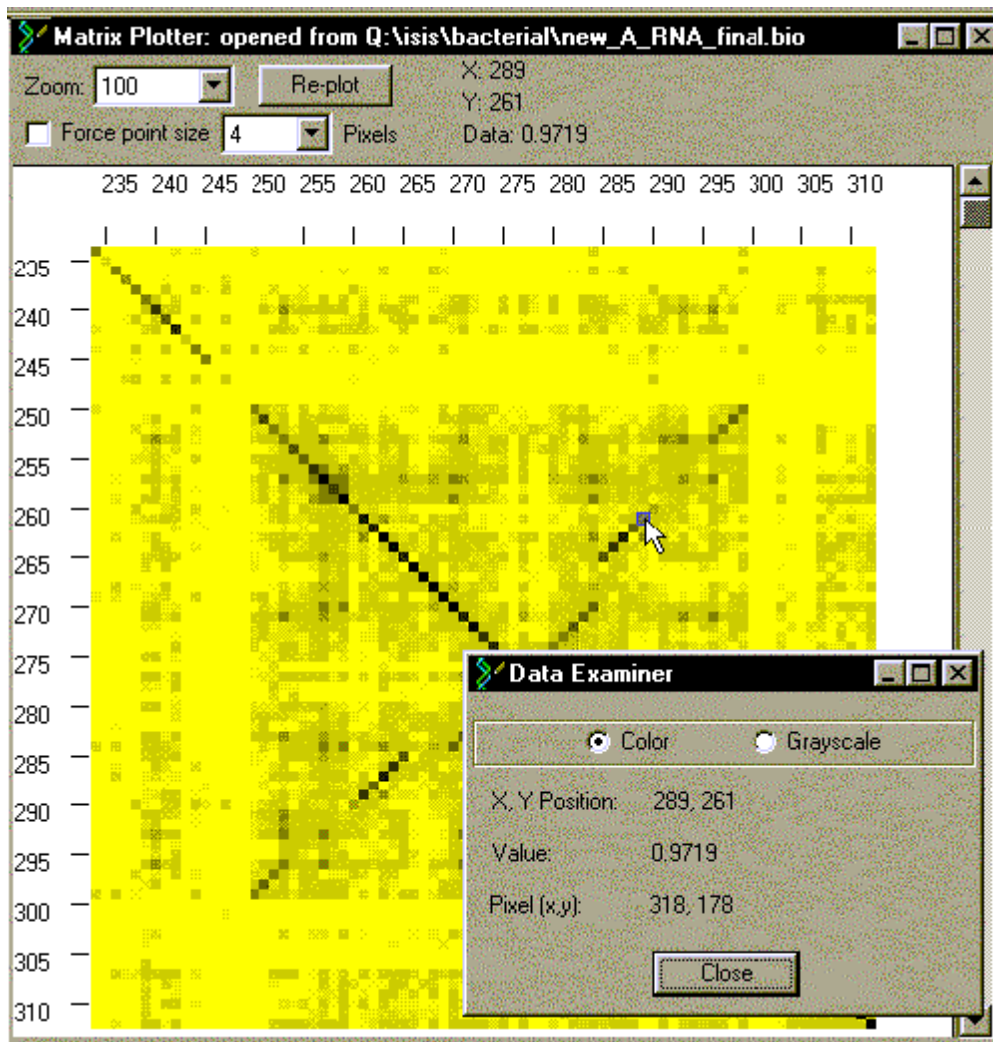 Matrix Plotter: opened from Q:\isis\bacterial\new_A_RNA_final.bio
Zoom: 100 Re-plot X: 289
Y: 261
Force point size 4 Pixels Data: 0.9719
235 240 245 250 255 260 265 270 275 280 285 290 295 300 305 310
235
240
245
250
255
260
265
270
275
280
285
290
295
300
305
310
Data Examiner
Color Grayscale
X, Y Position: 289, 261
Value: 0.9719
Pixel (x,y): 318, 178
Close